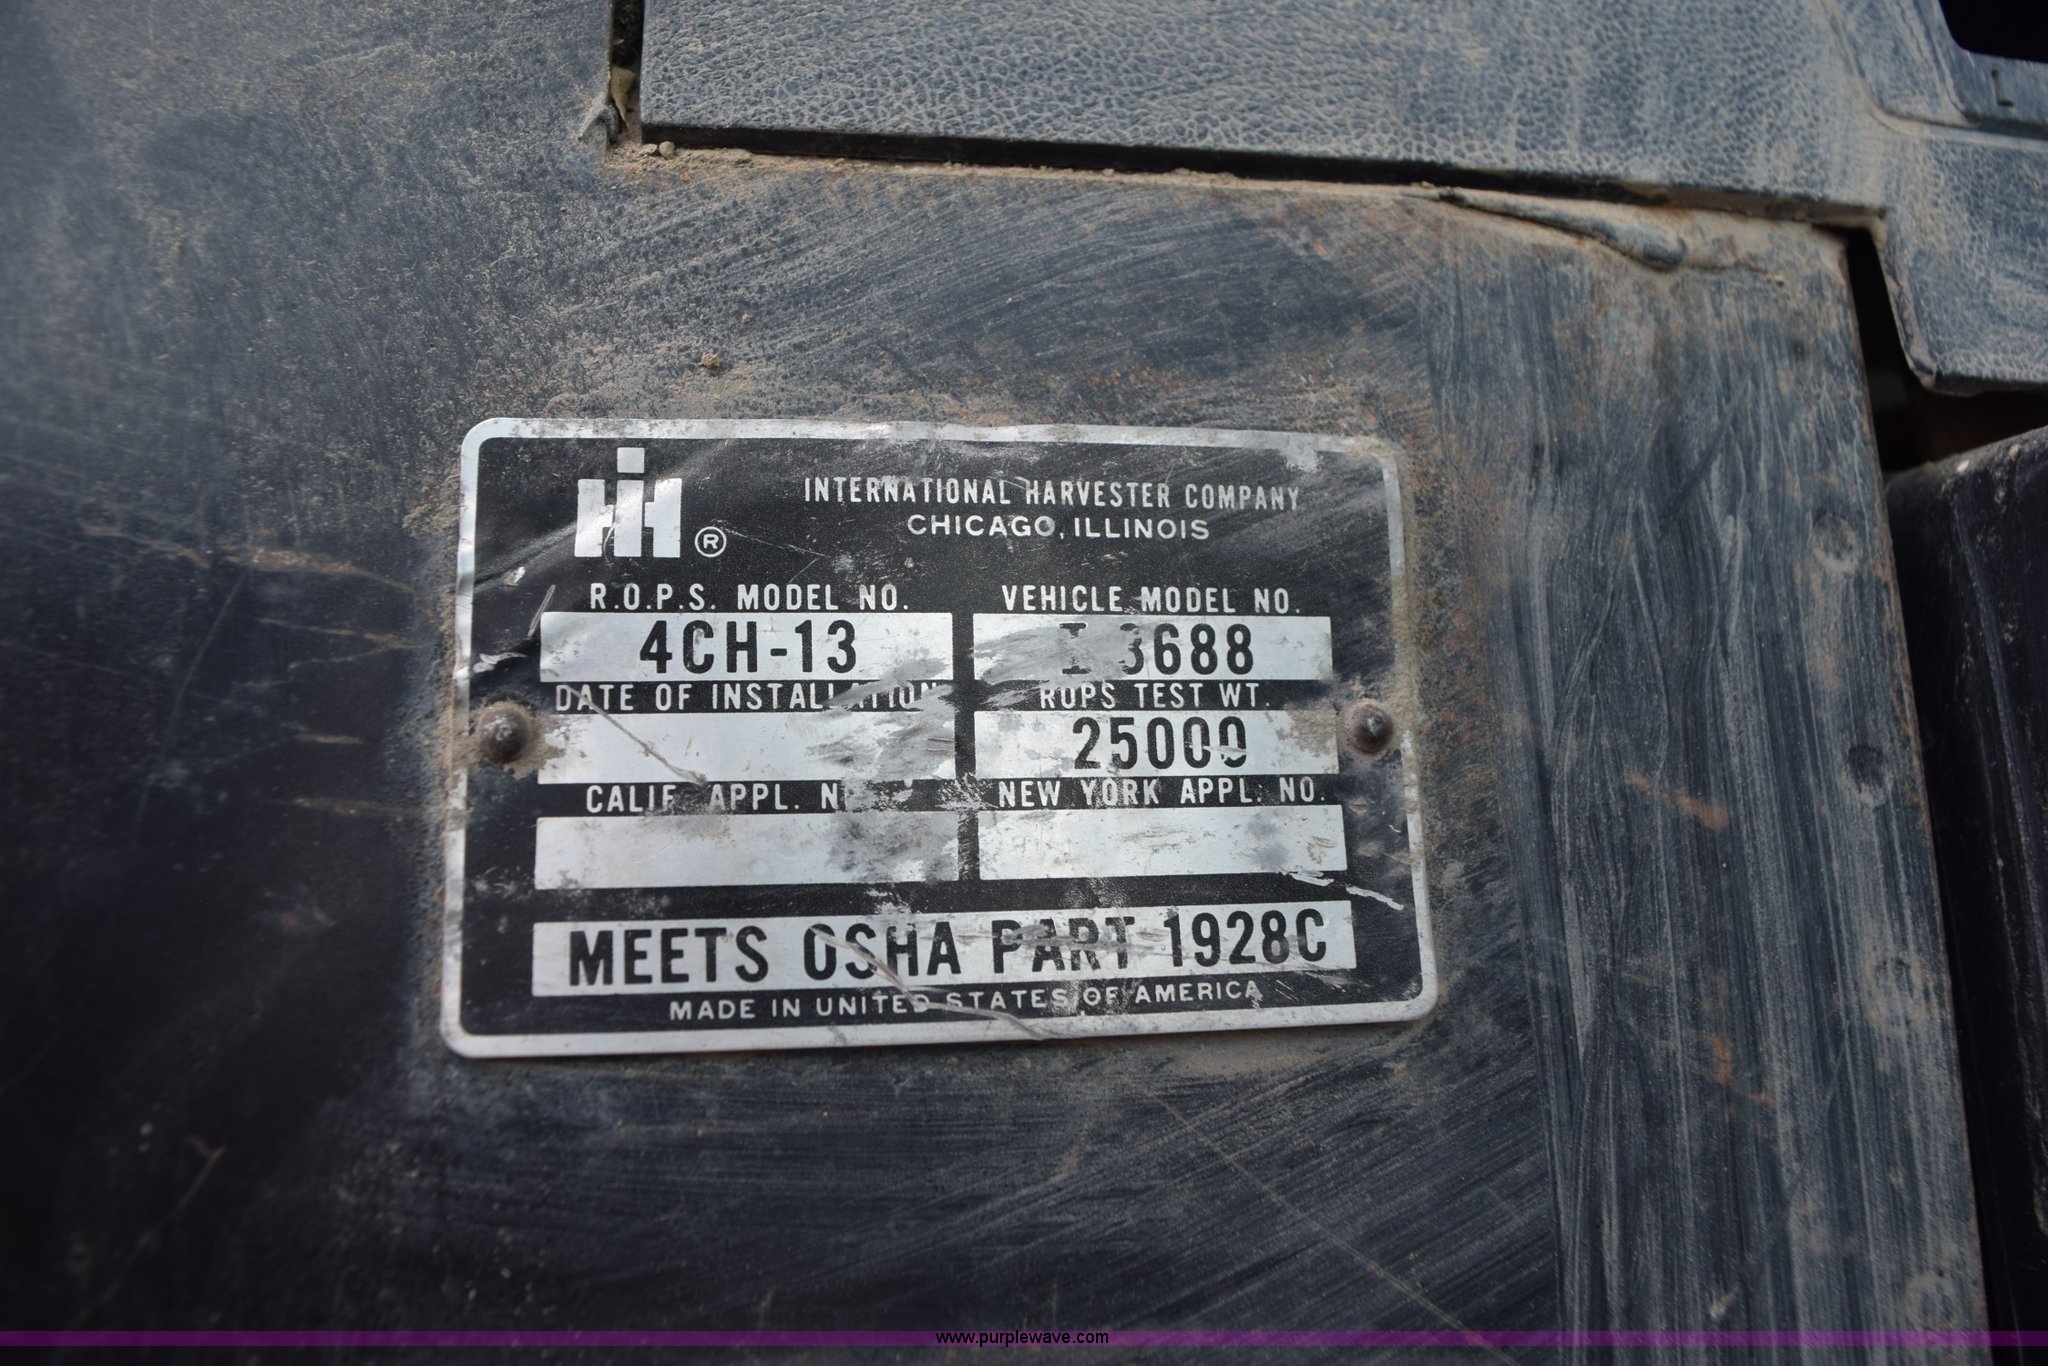 IH ®
INTERNATIONAL HARVESTER COMPANY
CHICAGO, ILLINOIS
R.O.P.S. MODEL NO. VEHICLE MODEL NO.
4CH-13 I 3688
DATE OF INSTALLATION ROPS TEST WT.
25000
CALIF. APPL. NO. NEW YORK APPL. NO.
MEETS OSHA PART 1928C
MADE IN UNITED STATES OF AMERICA
www.purplewave.com